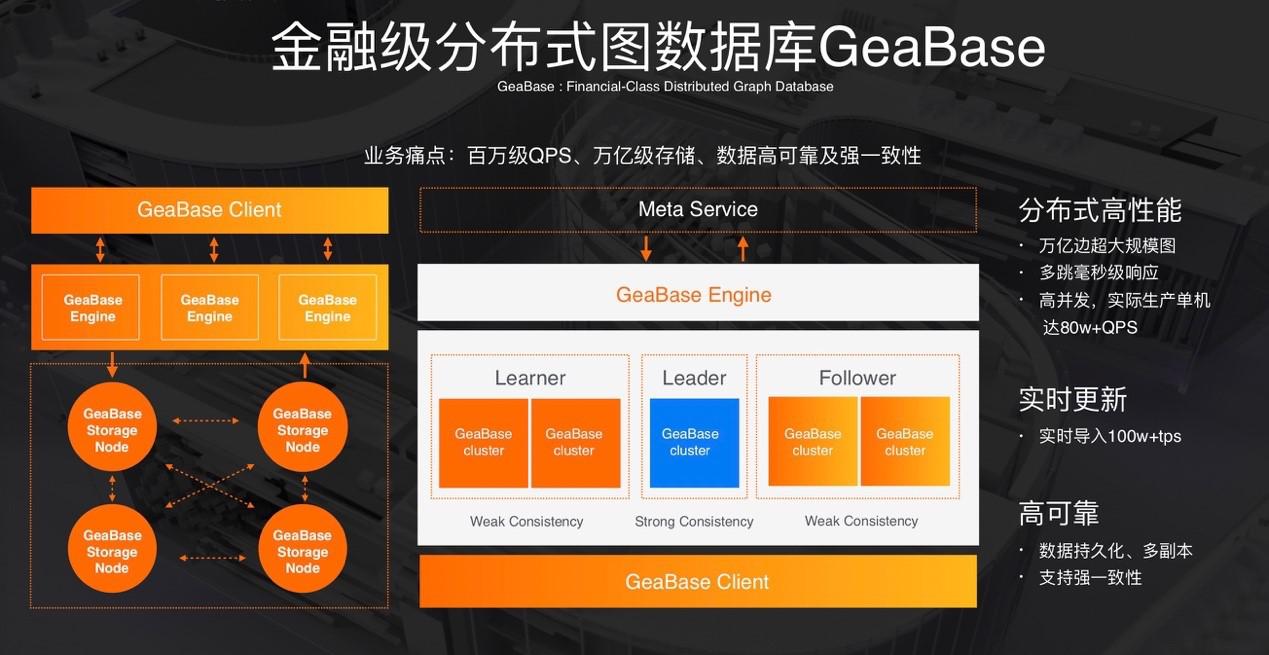 金融级分布式图数据库GeaBase
GeaBase : Financial-Class Distributed Graph Database
业务痛点：百万级QPS、万亿级存储、数据高可靠及强一致性
GeaBase Client
GeaBase
Engine
GeaBase
Engine
GeaBase
Engine
GeaBase
Storage
Node
GeaBase
Storage
Node
GeaBase
Storage
Node
GeaBase
Storage
Node
Meta Service
GeaBase Engine
Learner
GeaBase
cluster
GeaBase
cluster
Weak Consistency
Leader
GeaBase
cluster
Strong Consistency
Follower
GeaBase
cluster
GeaBase
cluster
Weak Consistency
GeaBase Client
分布式高性能
· 万亿边超大规模图
· 多跳毫秒级响应
· 高并发，实际生产单机
达80w+QPS
实时更新
· 实时导入100w+tps
高可靠
· 数据持久化、多副本
· 支持强一致性